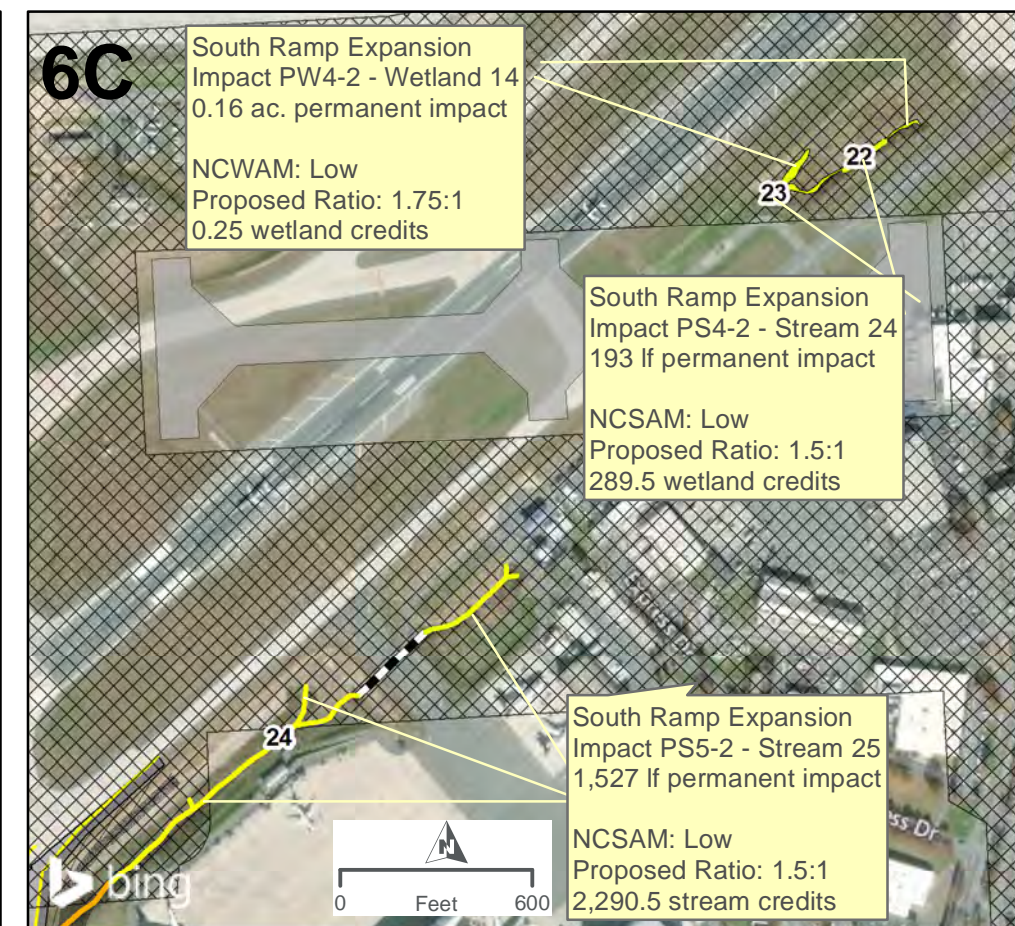 6C
South Ramp Expansion
Impact PW4-2 - Wetland 14
0.16 ac. permanent impact
NCWAM: Low
Proposed Ratio: 1.75:1
0.25 wetland credits
22
23
South Ramp Expansion
Impact PS4-2 - Stream 24
193 lf permanent impact
NCSAM: Low
Proposed Ratio: 1.5:1
289.5 wetland credits
24
South Ramp Expansion
Impact PS5-2 - Stream 25
1,527 lf permanent impact
NCSAM: Low
Proposed Ratio: 1.5:1
2,290.5 stream credits
ss Dr
N
0 Feet 600
bing